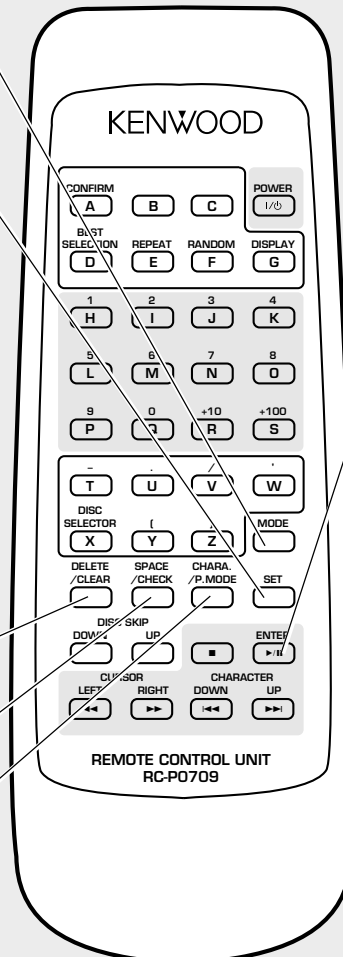 KENWOOD
CONFIRM POWER
A B C I/⏻
BEST
SELECTION REPEAT RANDOM DISPLAY
D E F G
1 2 3 4
H I J K
5 6 7 8
L M N O
9 0 +10 +100
P Q R S
– . / '
T U V W
DISC
SELECTOR ( ) MODE
X Y Z
DELETE SPACE CHARA.
/CLEAR /CHECK /P.MODE SET
DISC SKIP
DOWN UP ENTER
■ ►/II
CURSOR CHARACTER
LEFT RIGHT DOWN UP
◄◄ ►► I◄◄ ►►I
REMOTE CONTROL UNIT
RC-P0709